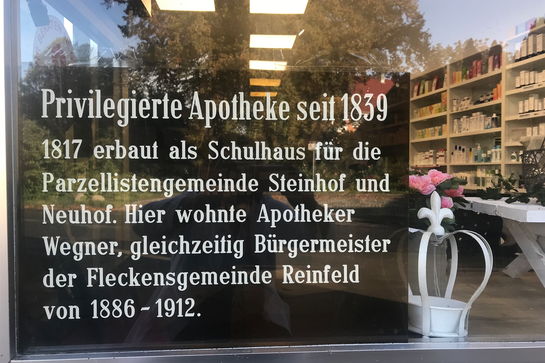 Privilegierte Apotheke seit 1839
1817 erbaut als Schulhaus für die
Parzellistengemeinde Steinhof und
Neuhof. Hier wohnte Apotheker
Wegner, gleichzeitig Bürgermeister
der Fleckensgemeinde Reinfeld
von 1886-1912.